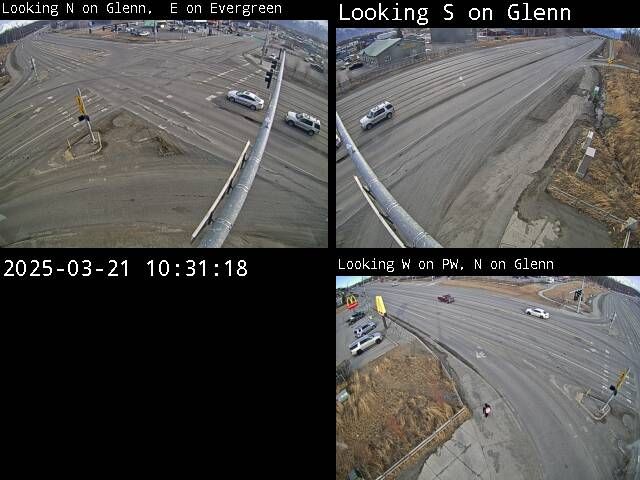 Looking N on Glenn,  E on Evergreen
Looking S on Glenn
2025-03-21 10:31:18
Looking W on PW, N on Glenn